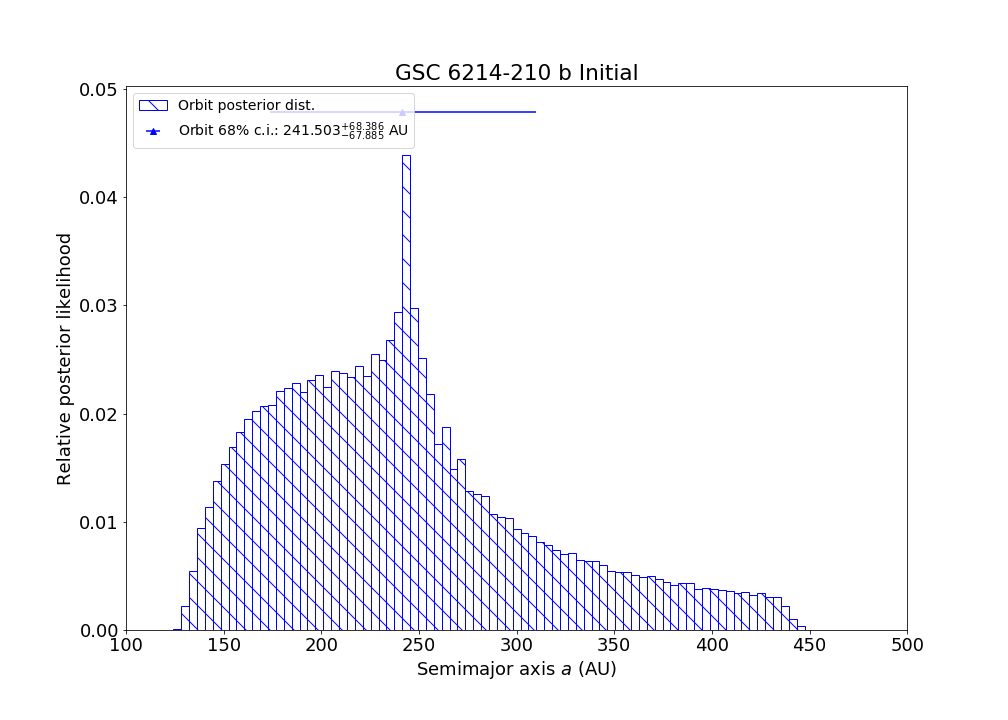 GSC 6214-210 b Initial
Orbit posterior dist.
Orbit 68% c.i.: 241.503+68.386 −67.885 AU
Relative posterior likelihood
0.05
0.04
0.03
0.02
0.01
0.00
100 150 200 250 300 350 400 450 500
Semimajor axis a (AU)